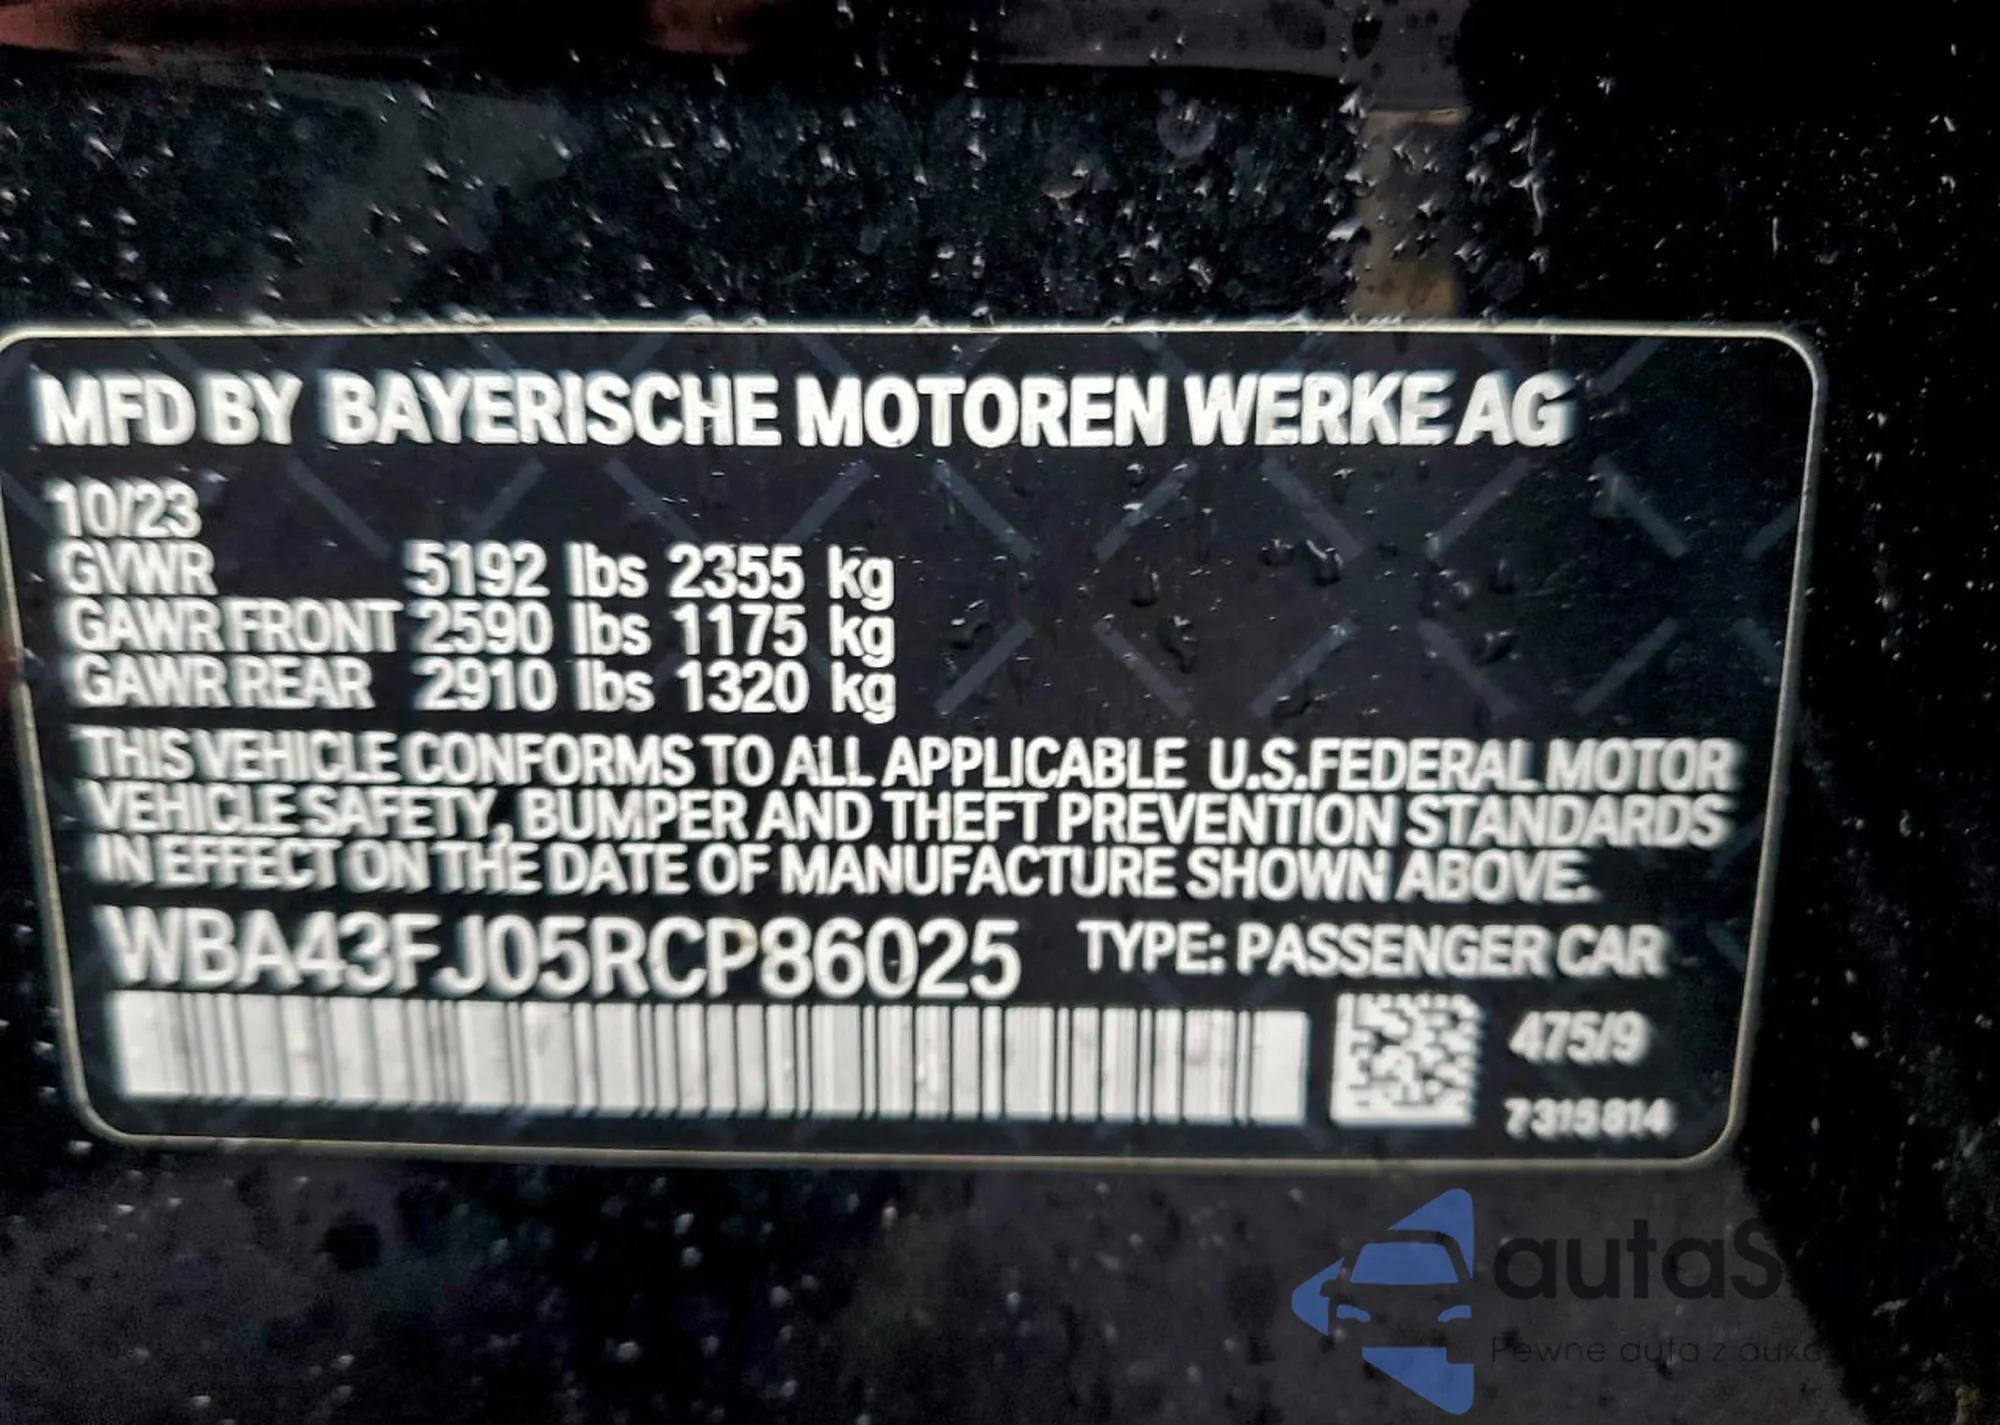 MFD BY BAYERISCHE MOTOREN WERKE AG
10/23
GVWR 5192 lbs 2355 kg
GAWR FRONT 2590 lbs 1175 kg
GAWR REAR 2910 lbs 1320 kg
THIS VEHICLE CONFORMS TO ALL APPLICABLE U.S.FEDERAL MOTOR
VEHICLE SAFETY, BUMPER AND THEFT PREVENTION STANDARDS
IN EFFECT ON THE DATE OF MANUFACTURE SHOWN ABOVE.
WBA43FJ05RCP86025 TYPE: PASSENGER CAR
475/9
7315814
Pewne auta z